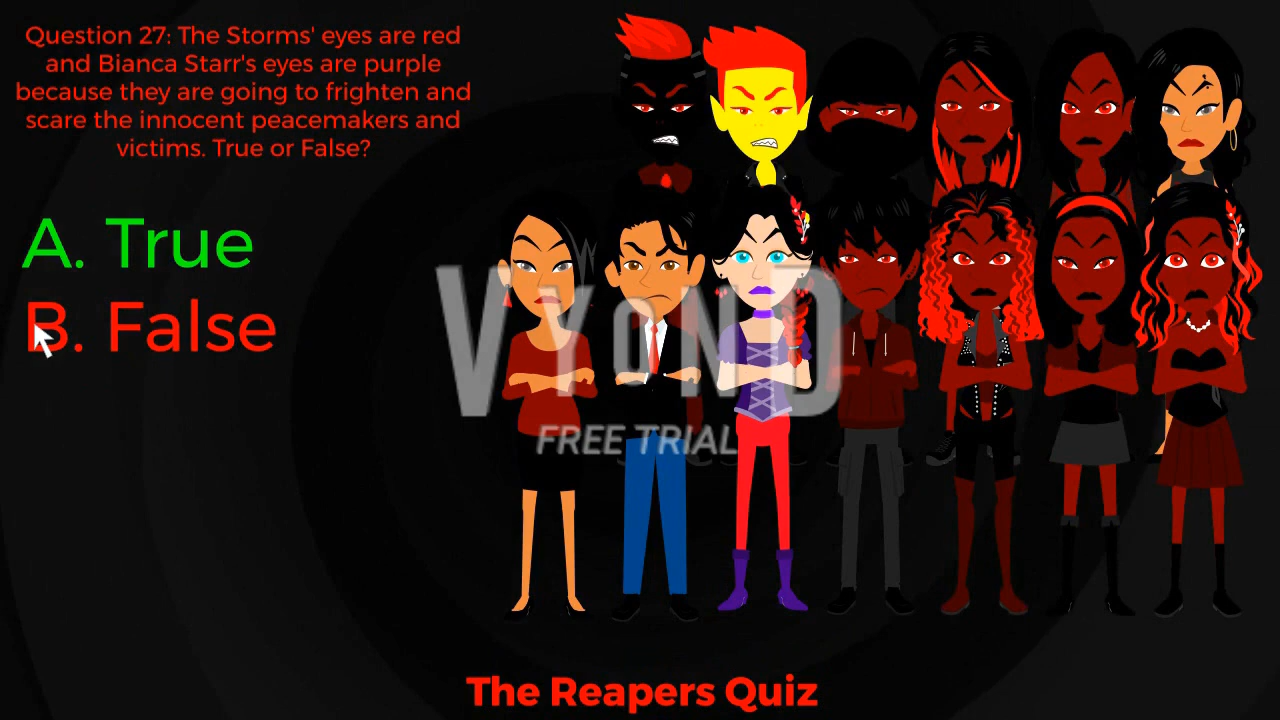 Question 27: The Storms' eyes are red
and Bianca Starr's eyes are purple
because they are going to frighten and
scare the innocent peacemakers and
victims. True or False?
A. True
B. False
VYOND
FREE TRIAL
The Reapers Quiz